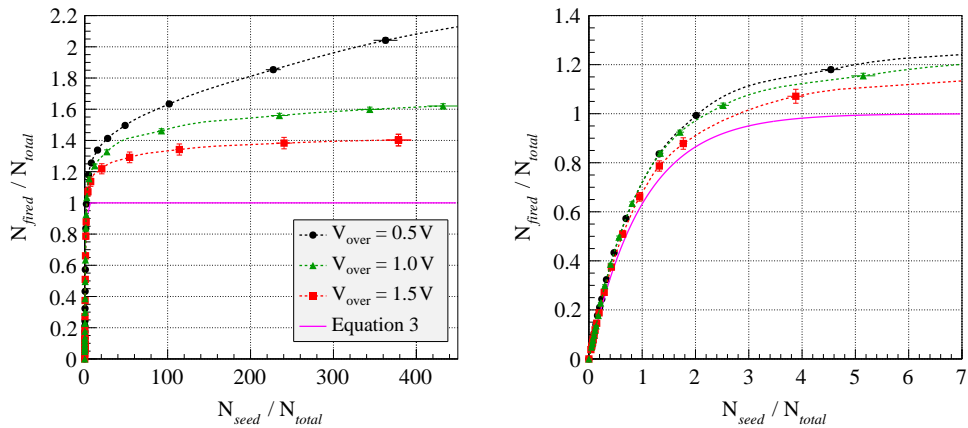 N_fired / N_total
2.2
2.0
1.8
1.6
1.4
1.2
1.0
0.8
0.6
0.4
0.2
0
0 100 200 300 400
N_seed / N_total
V_over = 0.5 V
V_over = 1.0 V
V_over = 1.5 V
Equation 3
N_fired / N_total
1.4
1.2
1.0
0.8
0.6
0.4
0.2
0
0 1 2 3 4 5 6 7
N_seed / N_total